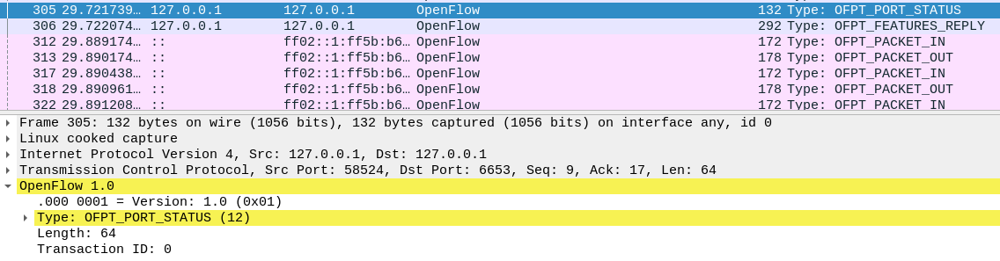 305 29.721739… 127.0.0.1 127.0.0.1 OpenFlow 132 Type: OFPT_PORT_STATUS
306 29.722074… 127.0.0.1 127.0.0.1 OpenFlow 292 Type: OFPT_FEATURES_REPLY
312 29.889174… :: ff02::1:ff5b:b6… OpenFlow 172 Type: OFPT_PACKET_IN
313 29.890174… :: ff02::1:ff5b:b6… OpenFlow 178 Type: OFPT_PACKET_OUT
317 29.890438… :: ff02::1:ff5b:b6… OpenFlow 172 Type: OFPT_PACKET_IN
318 29.890961… :: ff02::1:ff5b:b6… OpenFlow 178 Type: OFPT_PACKET_OUT
322 29.891208… :: ff02::1:ff5b:b6… OpenFlow 172 Type: OFPT PACKET IN
Frame 305: 132 bytes on wire (1056 bits), 132 bytes captured (1056 bits) on interface any, id 0
Linux cooked capture
Internet Protocol Version 4, Src: 127.0.0.1, Dst: 127.0.0.1
Transmission Control Protocol, Src Port: 58524, Dst Port: 6653, Seq: 9, Ack: 17, Len: 64
OpenFlow 1.0
.000 0001 = Version: 1.0 (0x01)
Type: OFPT_PORT_STATUS (12)
Length: 64
Transaction ID: 0